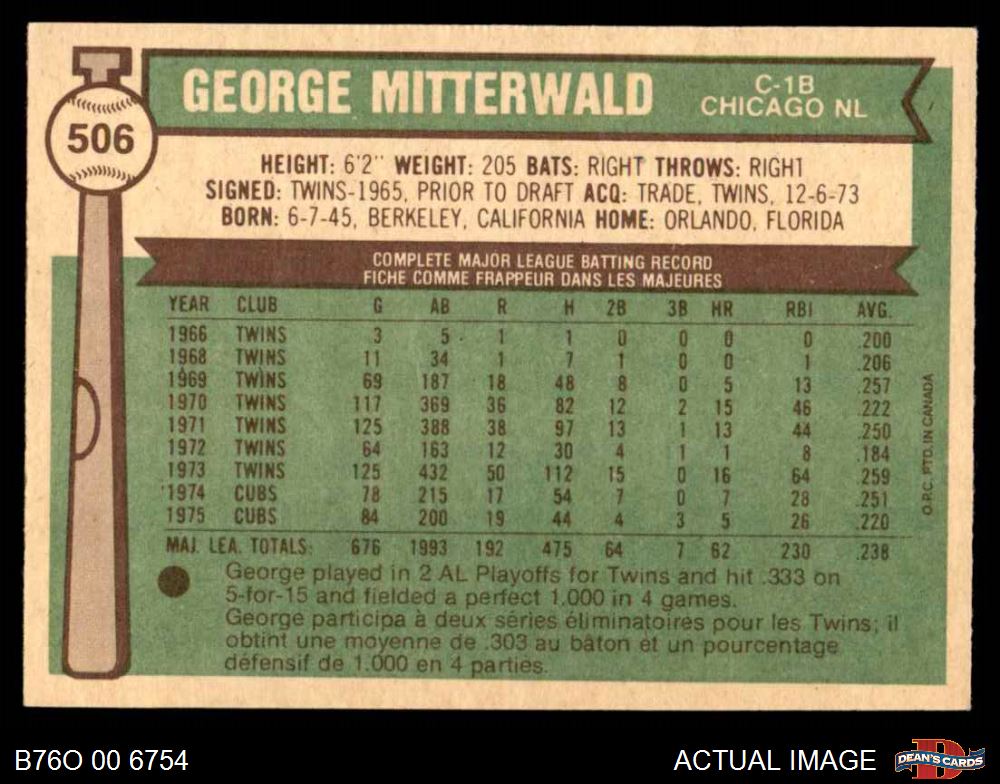 506
GEORGE MITTERWALD
C-1B
CHICAGO NL
HEIGHT: 6'2" WEIGHT: 205 BATS: RIGHT THROWS: RIGHT
SIGNED: TWINS-1965, PRIOR TO DRAFT ACQ: TRADE, TWINS, 12-6-73
BORN: 6-7-45, BERKELEY, CALIFORNIA HOME: ORLANDO, FLORIDA
COMPLETE MAJOR LEAGUE BATTING RECORD
FICHE COMME FRAPPEUR DANS LES MAJEURES
YEAR CLUB G AB R H 2B 3B HR RBI AVG.
1966 TWINS 3 5 1 1 0 0 0 0 .200
1968 TWINS 11 34 1 7 1 0 0 1 .206
1969 TWINS 69 187 18 48 8 0 5 13 .257
1970 TWINS 117 369 36 82 12 2 15 46 .222
1971 TWINS 125 388 38 97 13 1 13 44 .250
1972 TWINS 64 163 12 30 4 1 1 8 .184
1973 TWINS 125 432 50 112 15 0 16 64 .259
1974 CUBS 78 215 17 54 7 0 7 28 .251
1975 CUBS 84 200 19 44 4 3 5 26 .220
MAJ. LEA. TOTALS: 676 1993 192 475 64 7 62 230 .238
George played in 2 AL Playoffs for Twins and hit .333 on
5-for-15 and fielded a perfect 1.000 in 4 games.
George participa à deux séries éliminatoires pour les Twins; il
obtint une moyenne de .303 au bâton et un pourcentage
défensif de 1.000 en 4 parties.
O.P.C. PTD. IN CANADA
B76O 00 6754
ACTUAL IMAGE
D
DEAN'S CARDS